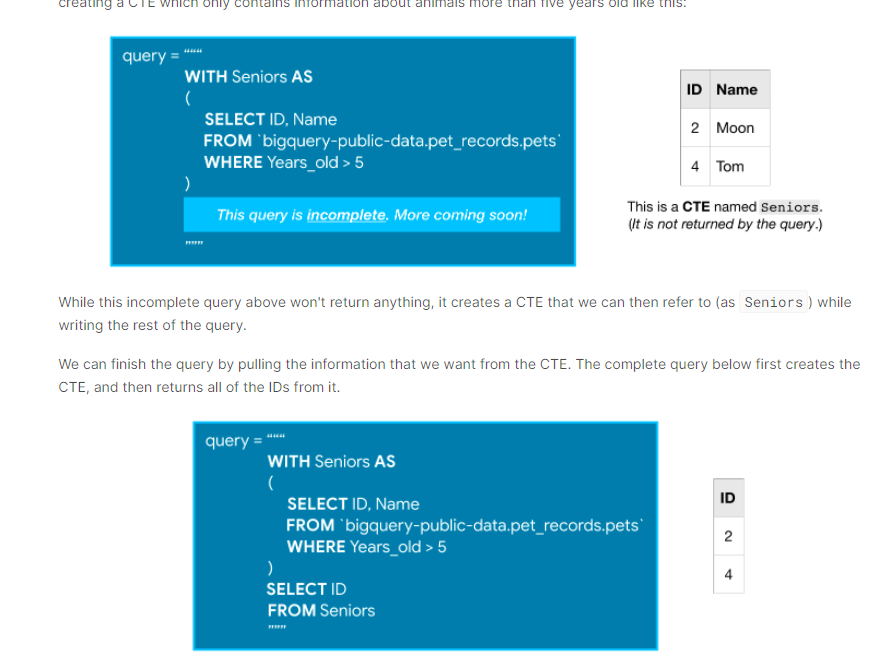 creating a CTE which only contains information about animals more than five years old like this:
query = """
WITH Seniors AS
(
SELECT ID, Name
FROM `bigquery-public-data.pet_records.pets`
WHERE Years_old > 5
)
This query is incomplete. More coming soon!
"""
ID Name
2 Moon
4 Tom
This is a CTE named Seniors.
(It is not returned by the query.)
While this incomplete query above won't return anything, it creates a CTE that we can then refer to (as Seniors ) while
writing the rest of the query.
We can finish the query by pulling the information that we want from the CTE. The complete query below first creates the
CTE, and then returns all of the IDs from it.
query = """
WITH Seniors AS
(
SELECT ID, Name
FROM `bigquery-public-data.pet_records.pets`
WHERE Years_old > 5
)
SELECT ID
FROM Seniors
"""
ID
2
4